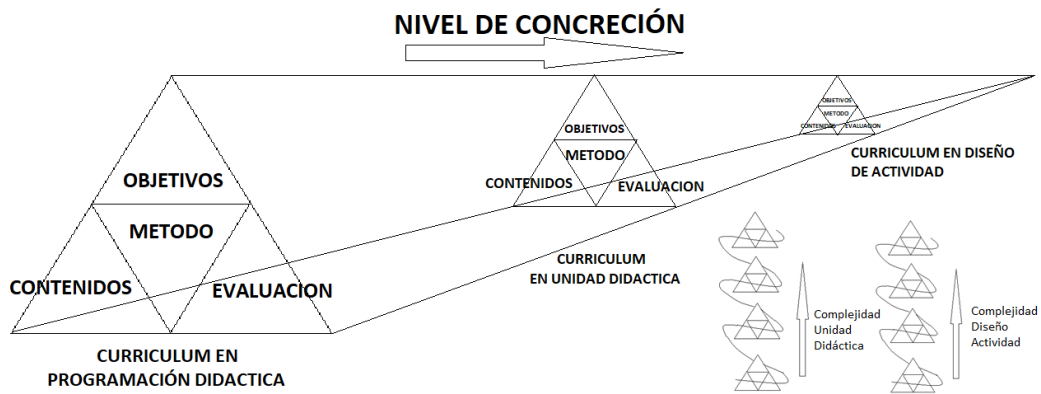 NIVEL DE CONCRECIÓN
OBJETIVOS
METODO
CONTENIDOS
EVALUACION
CURRICULUM EN
PROGRAMACIÓN DIDACTICA
OBJETIVOS
METODO
CONTENIDOS
EVALUACION
CURRICULUM
EN UNIDAD DIDACTICA
OBJETIVOS
METODO
CONTENIDOS
EVALUACION
CURRICULUM EN DISEÑO
DE ACTIVIDAD
Complejidad
Unidad
Didáctica
Complejidad
Diseño
Actividad